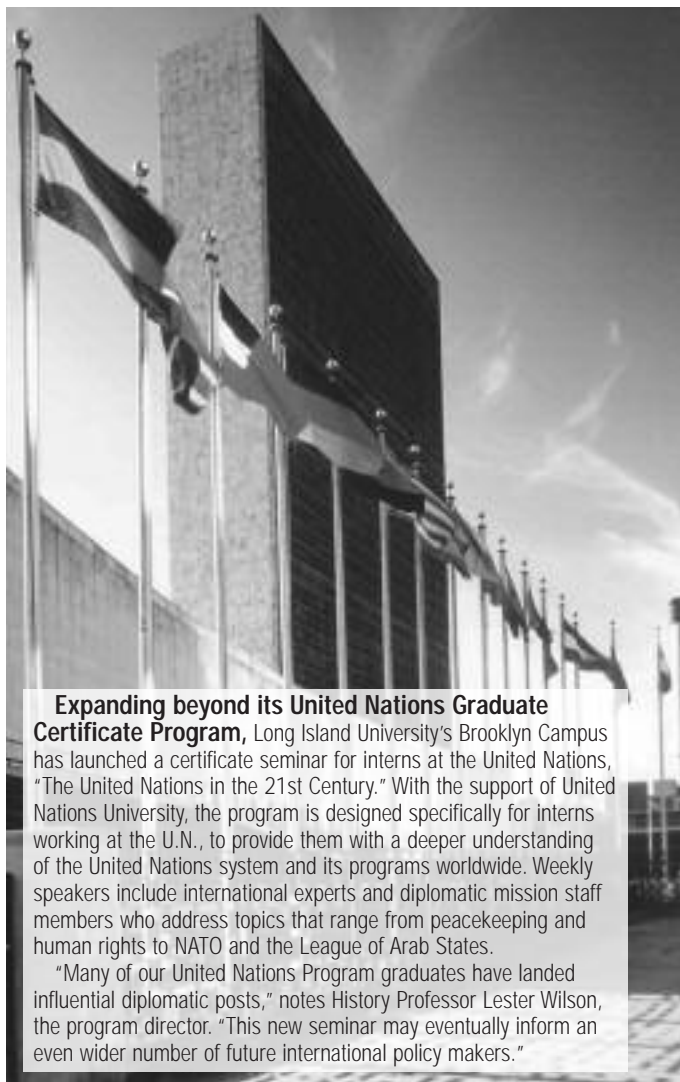 Expanding beyond its United Nations Graduate
Certificate Program, Long Island University's Brooklyn Campus
has launched a certificate seminar for interns at the United Nations,
“The United Nations in the 21st Century.” With the support of United
Nations University, the program is designed specifically for interns
working at the U.N., to provide them with a deeper understanding
of the United Nations system and its programs worldwide. Weekly
speakers include international experts and diplomatic mission staff
members who address topics that range from peacekeeping and
human rights to NATO and the League of Arab States.
“Many of our United Nations Program graduates have landed
influential diplomatic posts,” notes History Professor Lester Wilson,
the program director. “This new seminar may eventually inform an
even wider number of future international policy makers.”